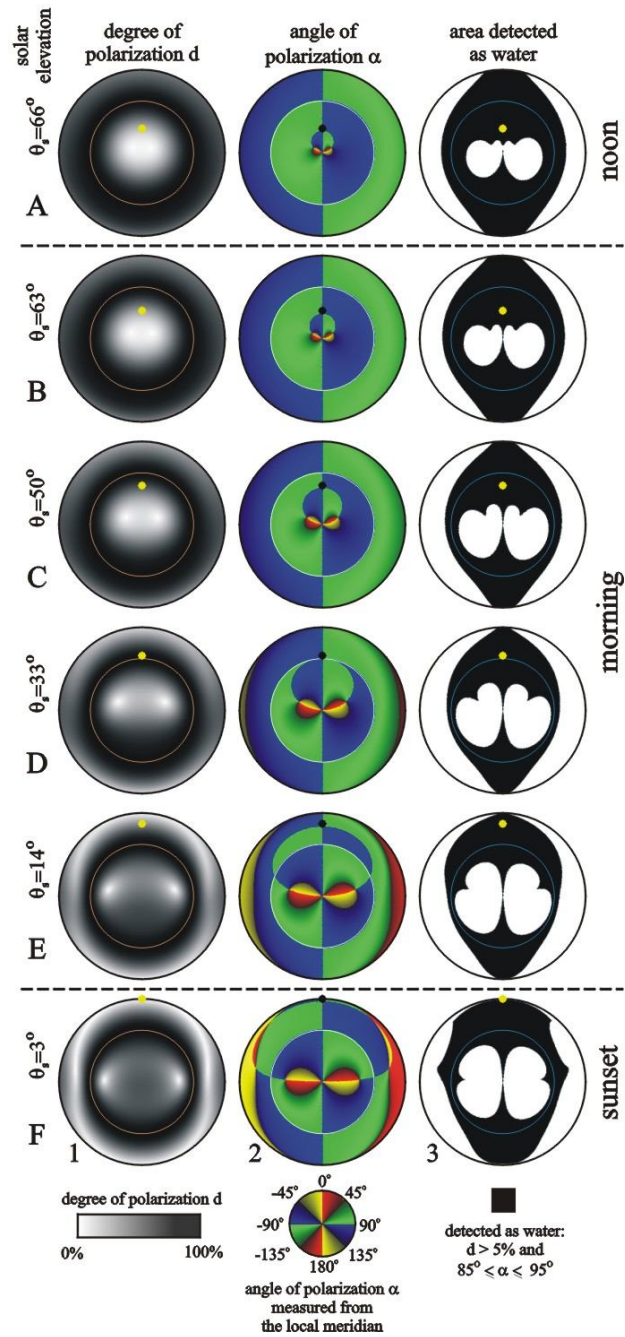 solar
elevation
degree of
polarization d
angle of
polarization α
area detected
as water
θs=66°
A
noon
θs=63°
B
θs=50°
C
morning
θs=33°
D
θs=14°
E
θs=3°
F
1
2
3
sunset
degree of polarization d
0%
100%
0°
-45°
45°
-90°
90°
-135°
135°
180°
angle of polarization α
measured from
the local meridian
detected as water:
d > 5% and
85° ⩽ α ⩽ 95°